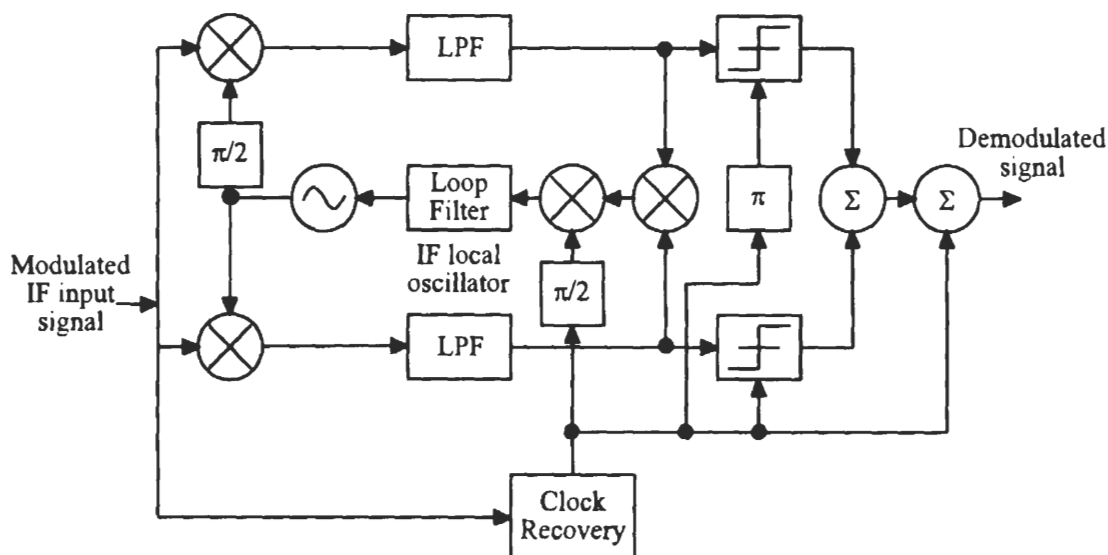 LPF
π/2
Demodulated
signal
Loop
Filter
π
Σ
Σ
IF local
oscillator
π/2
Modulated
IF input
signal
LPF
Clock
Recovery